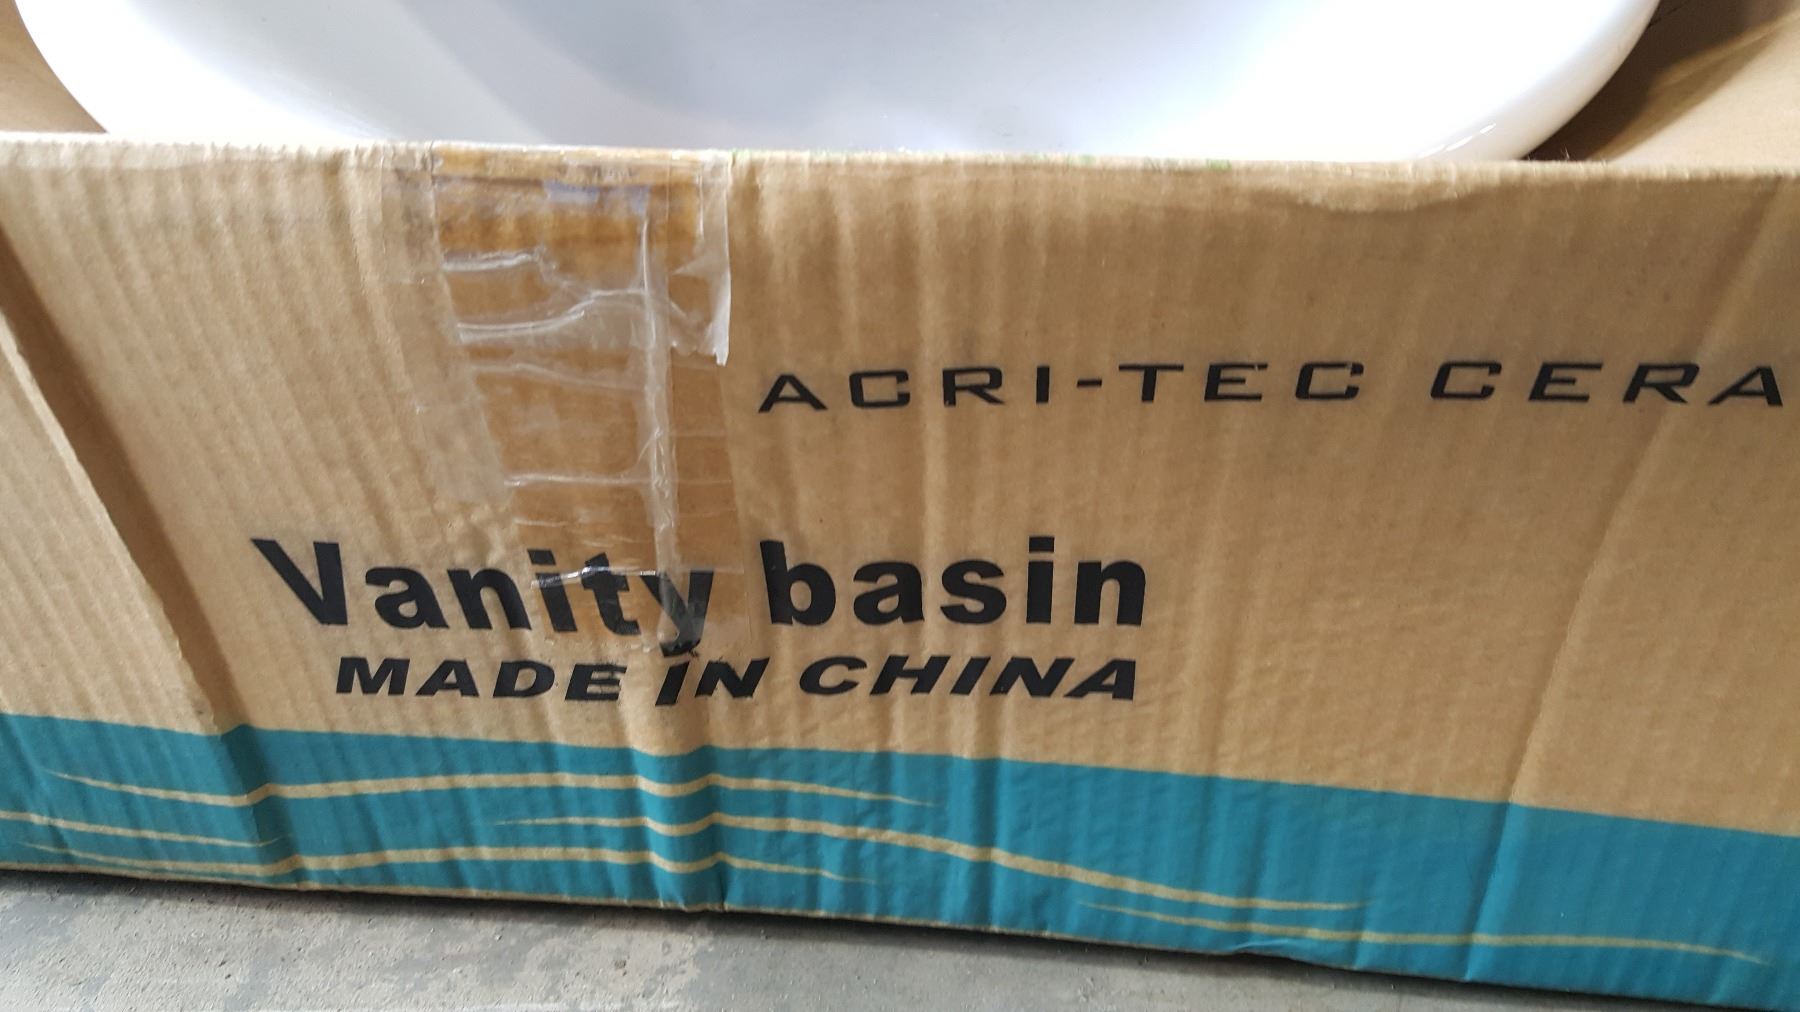 ACRI-TEC CERA
Vanity basin
MADE IN CHINA